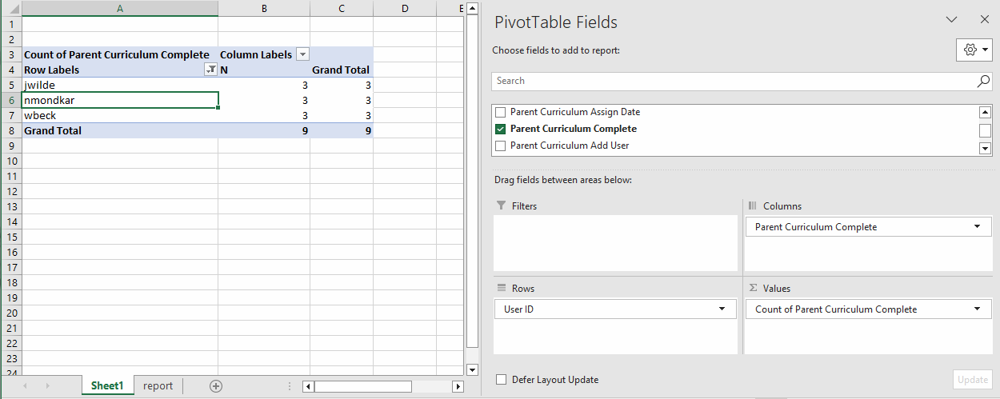 A B C D E
1
2
3 Count of Parent Curriculum Complete Column Labels
4 Row Labels N Grand Total
5 jwilde 3 3
6 nmondkar 3 3
7 wbeck 3 3
8 Grand Total 9 9
9
10
11
12
13
14
15
16
17
18
19
20
21
22
23
24
Sheet1 report
PivotTable Fields
Choose fields to add to report:
Search
Parent Curriculum Assign Date
Parent Curriculum Complete
Parent Curriculum Add User
Drag fields between areas below:
Filters
Columns
Parent Curriculum Complete
Rows
User ID
Σ Values
Count of Parent Curriculum Complete
Defer Layout Update
Update